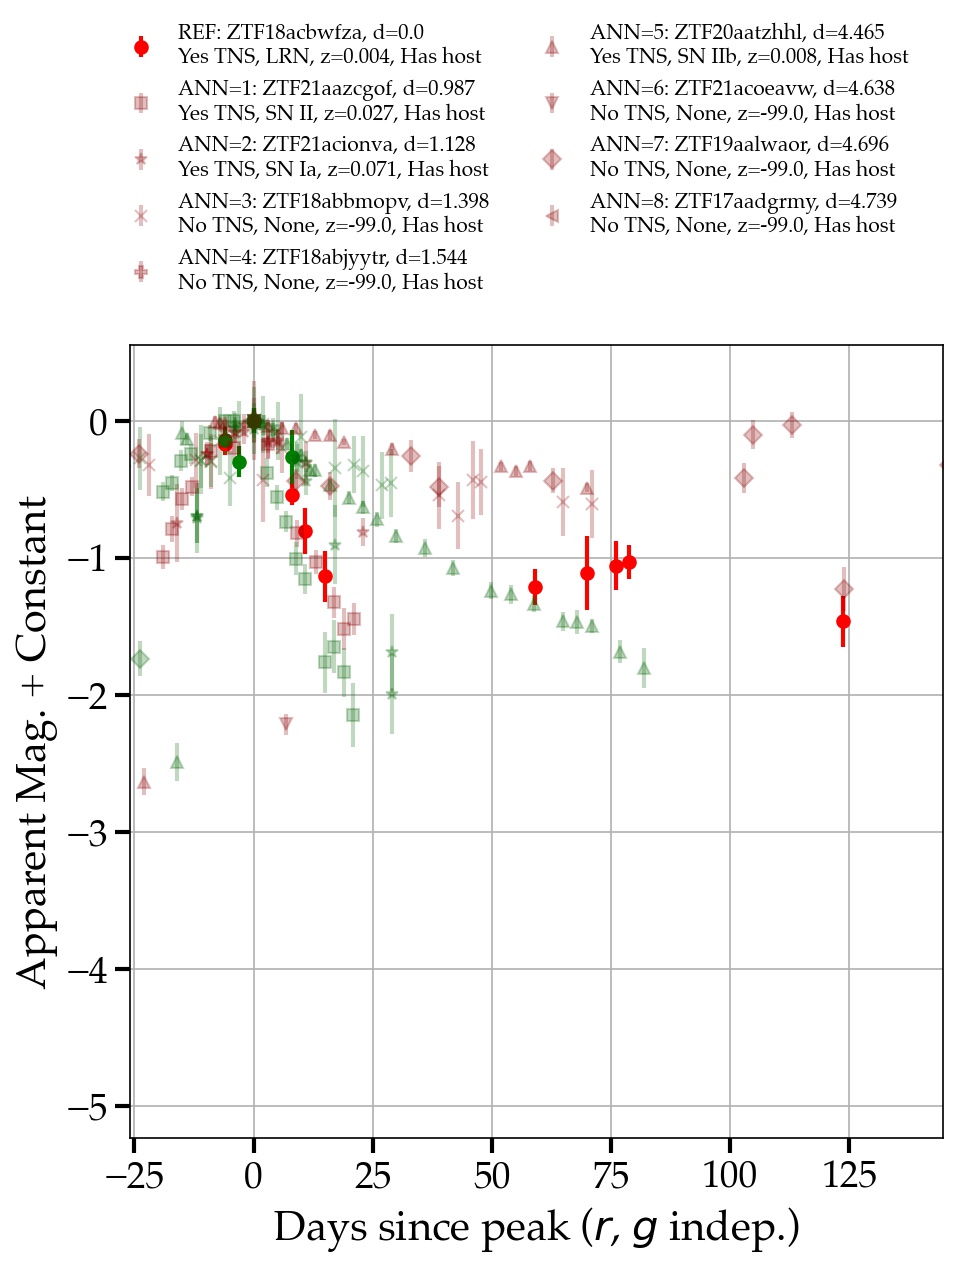 REF: ZTF18acbwfza, d=0.0
Yes TNS, LRN, z=0.004, Has host
ANN=1: ZTF21aazcgof, d=0.987
Yes TNS, SN II, z=0.027, Has host
ANN=2: ZTF21acionva, d=1.128
Yes TNS, SN Ia, z=0.071, Has host
ANN=3: ZTF18abbmopv, d=1.398
No TNS, None, z=-99.0, Has host
ANN=4: ZTF18abjyytr, d=1.544
No TNS, None, z=-99.0, Has host
ANN=5: ZTF20aatzhhl, d=4.465
Yes TNS, SN IIb, z=0.008, Has host
ANN=6: ZTF21acoeavw, d=4.638
No TNS, None, z=-99.0, Has host
ANN=7: ZTF19aalwaor, d=4.696
No TNS, None, z=-99.0, Has host
ANN=8: ZTF17aadgrmy, d=4.739
No TNS, None, z=-99.0, Has host
Apparent Mag. + Constant
0
−1
−2
−3
−4
−5
−25 0 25 50 75 100 125
Days since peak (r, g indep.)